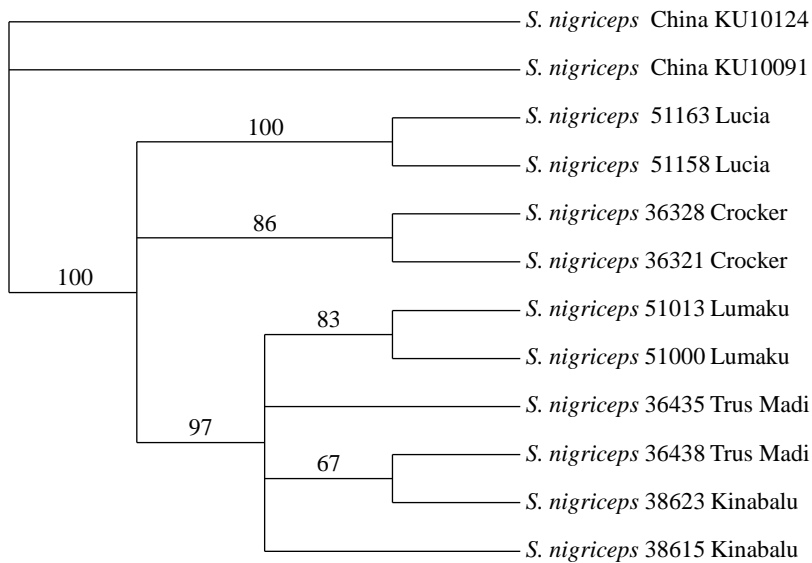 S. nigriceps China KU10124
S. nigriceps China KU10091
100
S. nigriceps 51163 Lucia
S. nigriceps 51158 Lucia
86
S. nigriceps 36328 Crocker
S. nigriceps 36321 Crocker
100
83
S. nigriceps 51013 Lumaku
S. nigriceps 51000 Lumaku
97
S. nigriceps 36435 Trus Madi
67
S. nigriceps 36438 Trus Madi
S. nigriceps 38623 Kinabalu
S. nigriceps 38615 Kinabalu